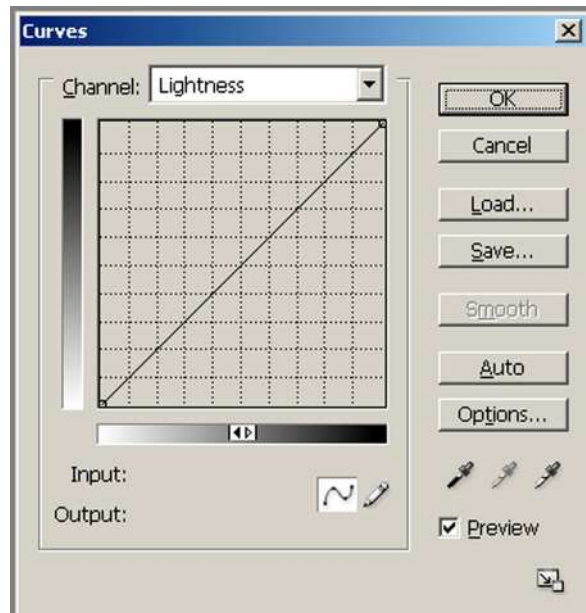 Curves
Channel: Lightness
OK
Cancel
Load...
Save...
Smooth
Auto
Options...
Input:
Output:
Preview